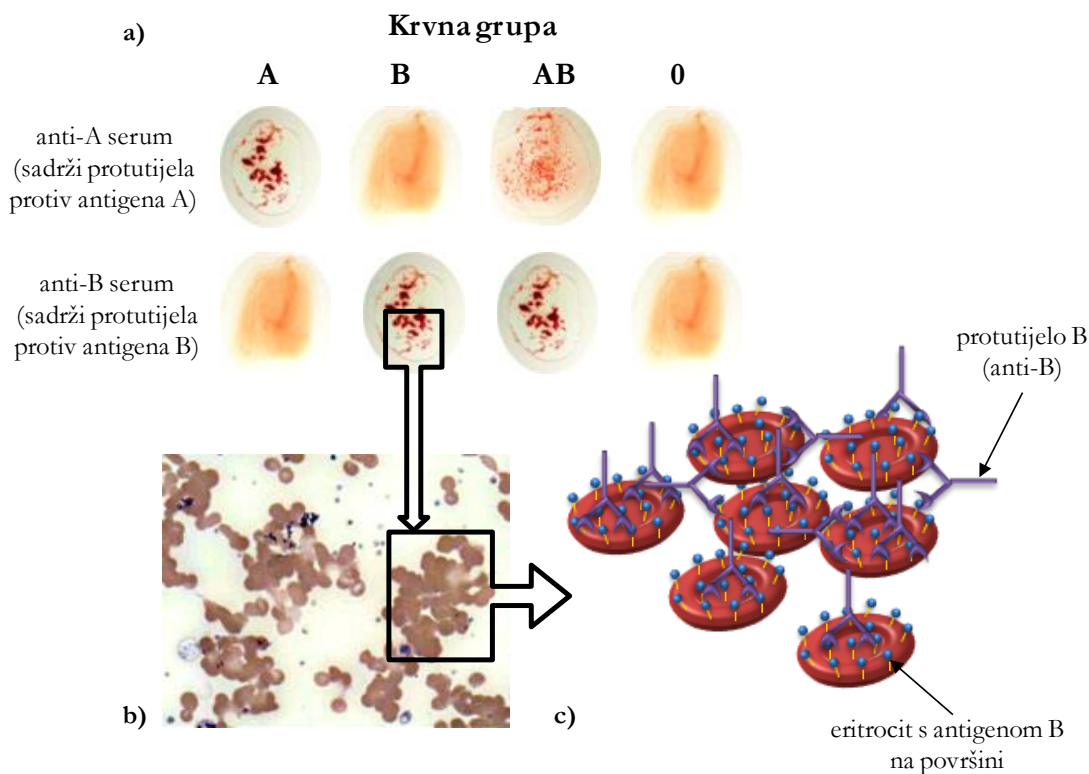 a)
Krvna grupa
A B AB 0
anti-A serum
(sadrži protutijela
protiv antigena A)
anti-B serum
(sadrži protutijela
protiv antigena B)
protutijelo B
(anti-B)
b)
c)
eritrocit s antigenom B
na površini